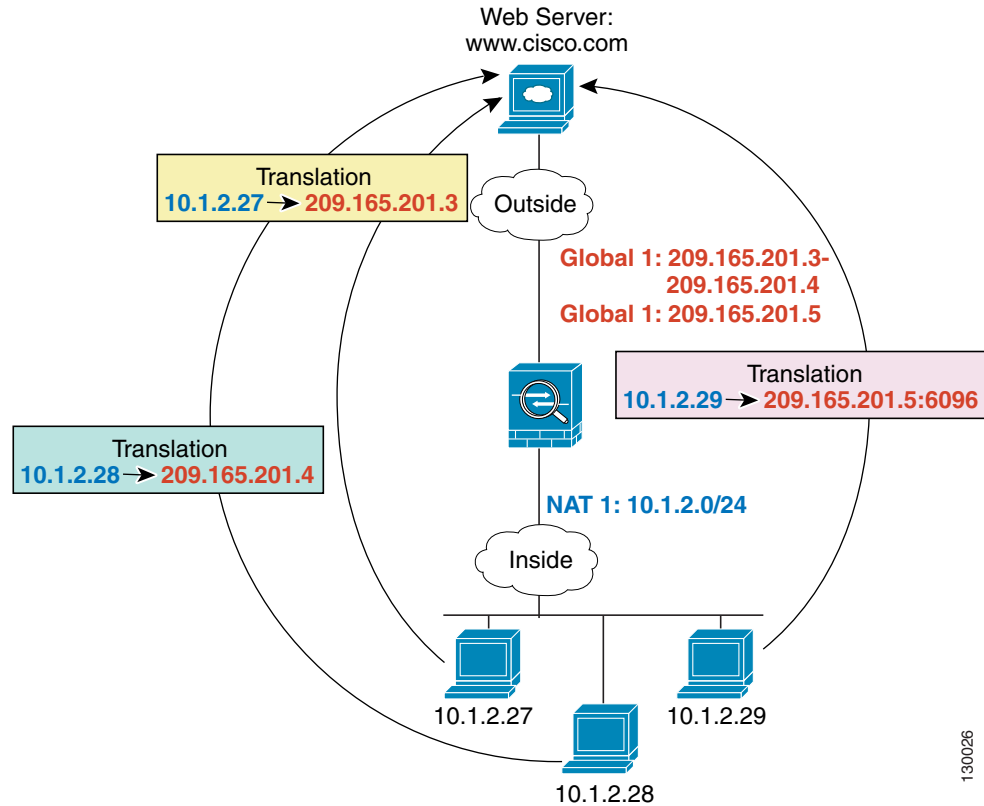 Web Server:
www.cisco.com
Translation
10.1.2.27 209.165.201.3
Outside
Global 1: 209.165.201.3-
209.165.201.4
Global 1: 209.165.201.5
Translation
10.1.2.29 209.165.201.5:6096
Translation
10.1.2.28 209.165.201.4
NAT 1: 10.1.2.0/24
Inside
10.1.2.27
10.1.2.29
10.1.2.28
130026